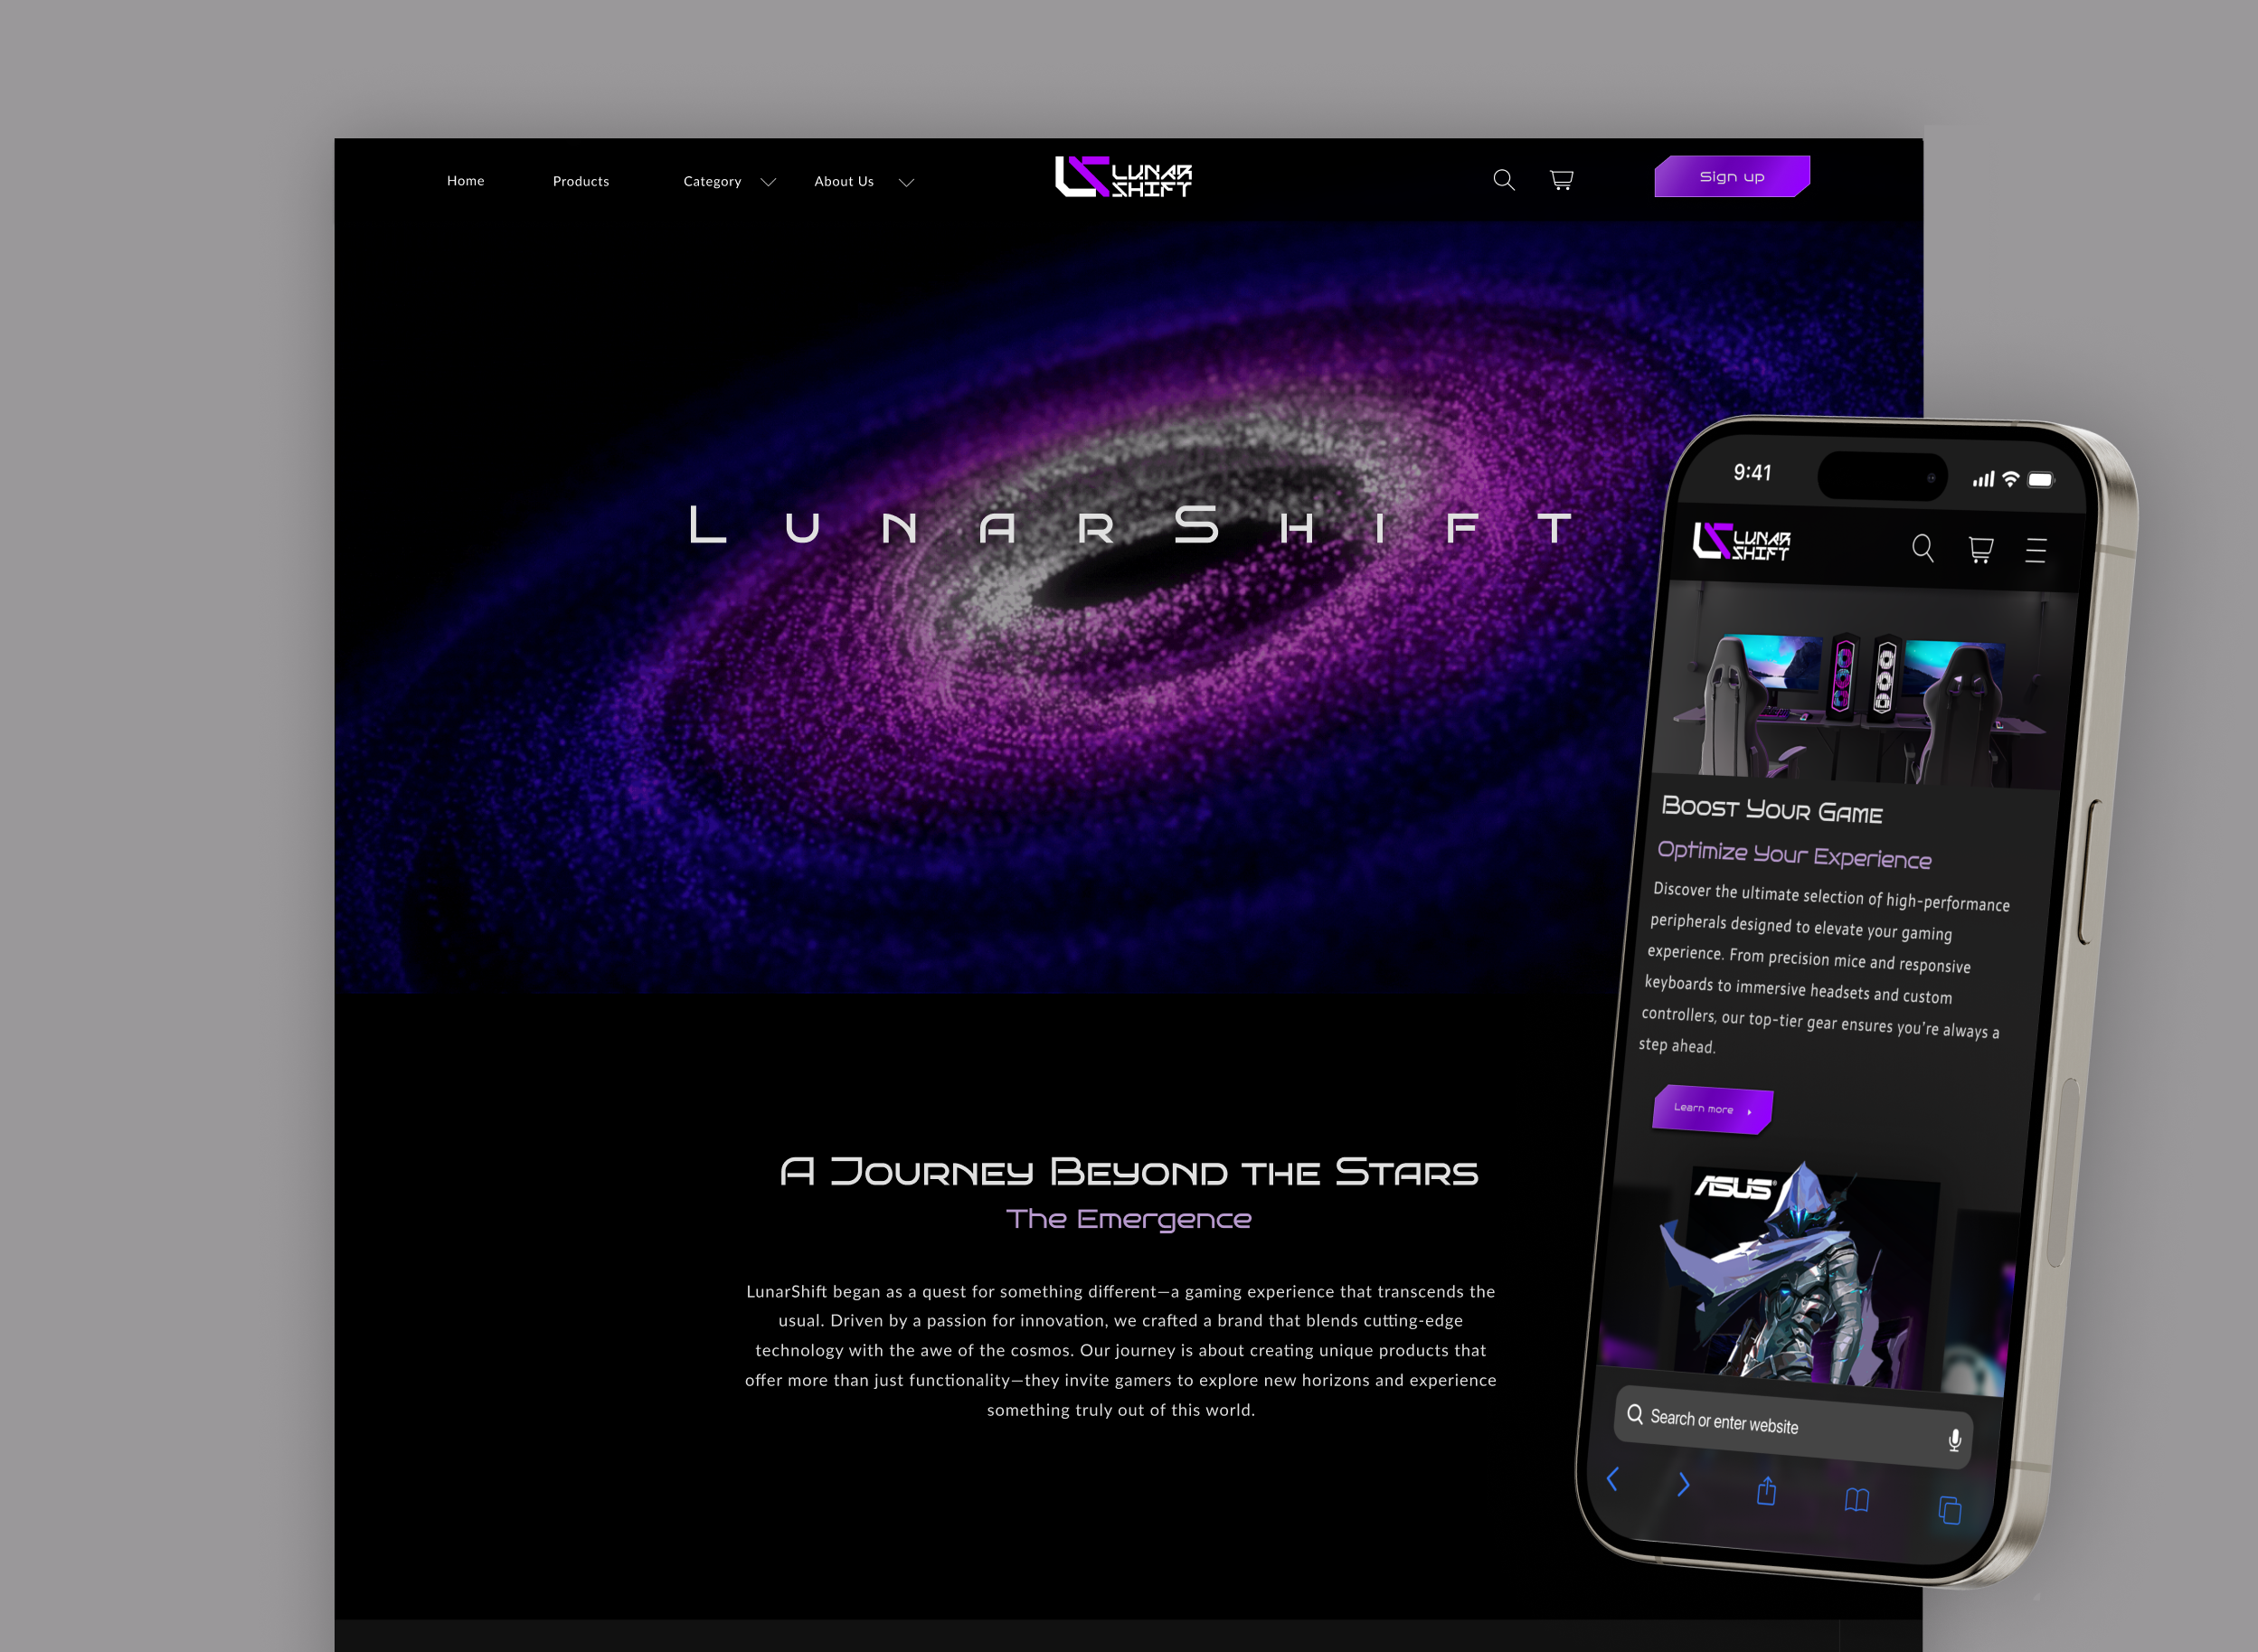 Home
Products
Category
About Us
LUNAR
SHIFT
Sign up
LUNARSHIFT
A Journey Beyond the Stars
The Emergence
LunarShift began as a quest for something different—a gaming experience that transcends the
usual. Driven by a passion for innovation, we crafted a brand that blends cutting-edge
technology with the awe of the cosmos. Our journey is about creating unique products that
offer more than just functionality—they invite gamers to explore new horizons and experience
something truly out of this world.
9:41
LUNAR
SHIFT
Boost Your Game
Optimize Your Experience
Discover the ultimate selection of high-performance
peripherals designed to elevate your gaming
experience. From precision mice and responsive
keyboards to immersive headsets and custom
controllers, our top-tier gear ensures you're always a
step ahead.
Learn more
ASUS®
Search or enter website